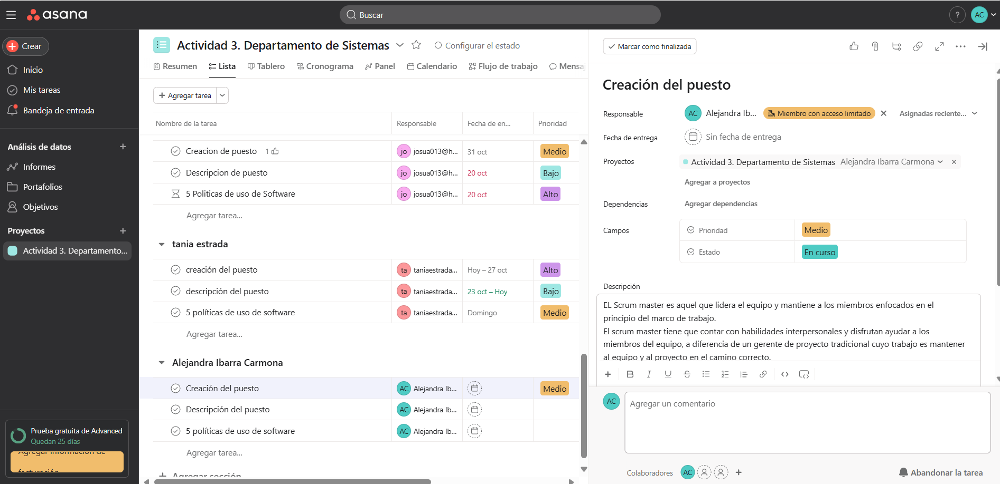 asana
Buscar
?
AC
Crear
Inicio
Mis tareas
Bandeja de entrada
Análisis de datos
Informes
Portafolios
Objetivos
Proyectos
Actividad 3. Departamento...
Prueba gratuita de Advanced
Quedan 25 días
Agregar información de
facturación
Actividad 3. Departamento de Sistemas
Configurar el estado
Resumen
Lista
Tablero
Cronograma
Panel
Calendario
Flujo de trabajo
Mensaj
Agregar tarea
Nombre de la tarea Responsable Fecha de en... Prioridad
Creacion de puesto 1 jo josua013@h... 31 oct Medio
Descripcion de puesto jo josua013@h... 20 oct Bajo
5 Politicas de uso de Software jo josua013@h... 20 oct Alto
Agregar tarea...
tania estrada
creación del puesto ta taniaestrada... Hoy – 27 oct Alto
descripción del puesto ta taniaestrada... 23 oct – Hoy Bajo
5 políticas de uso de software ta taniaestrada... Domingo Medio
Agregar tarea...
Alejandra Ibarra Carmona
Creación del puesto AC Alejandra Ib... Medio
Descripción del puesto AC Alejandra Ib...
5 políticas de uso de software AC Alejandra Ib...
Agregar tarea...
Agregar sección
Marcar como finalizada
Creación del puesto
Responsable AC Alejandra Ib... Miembro con acceso limitado Asignadas reciente...
Fecha de entrega Sin fecha de entrega
Proyectos Actividad 3. Departamento de Sistemas Alejandra Ibarra Carmona
Agregar a proyectos
Dependencias Agregar dependencias
Campos Prioridad Medio
Estado En curso
Descripción
EL Scrum master es aquel que lidera el equipo y mantiene a los miembros enfocados en el
principio del marco de trabajo.
El scrum master tiene que contar con habilidades interpersonales y disfrutan ayudar a los
miembros del equipo, a diferencia de un gerente de proyecto tradicional cuyo trabajo es mantener
al equipo y al proyecto en el camino correcto.
AC Agregar un comentario
Colaboradores AC
Abandonar la tarea